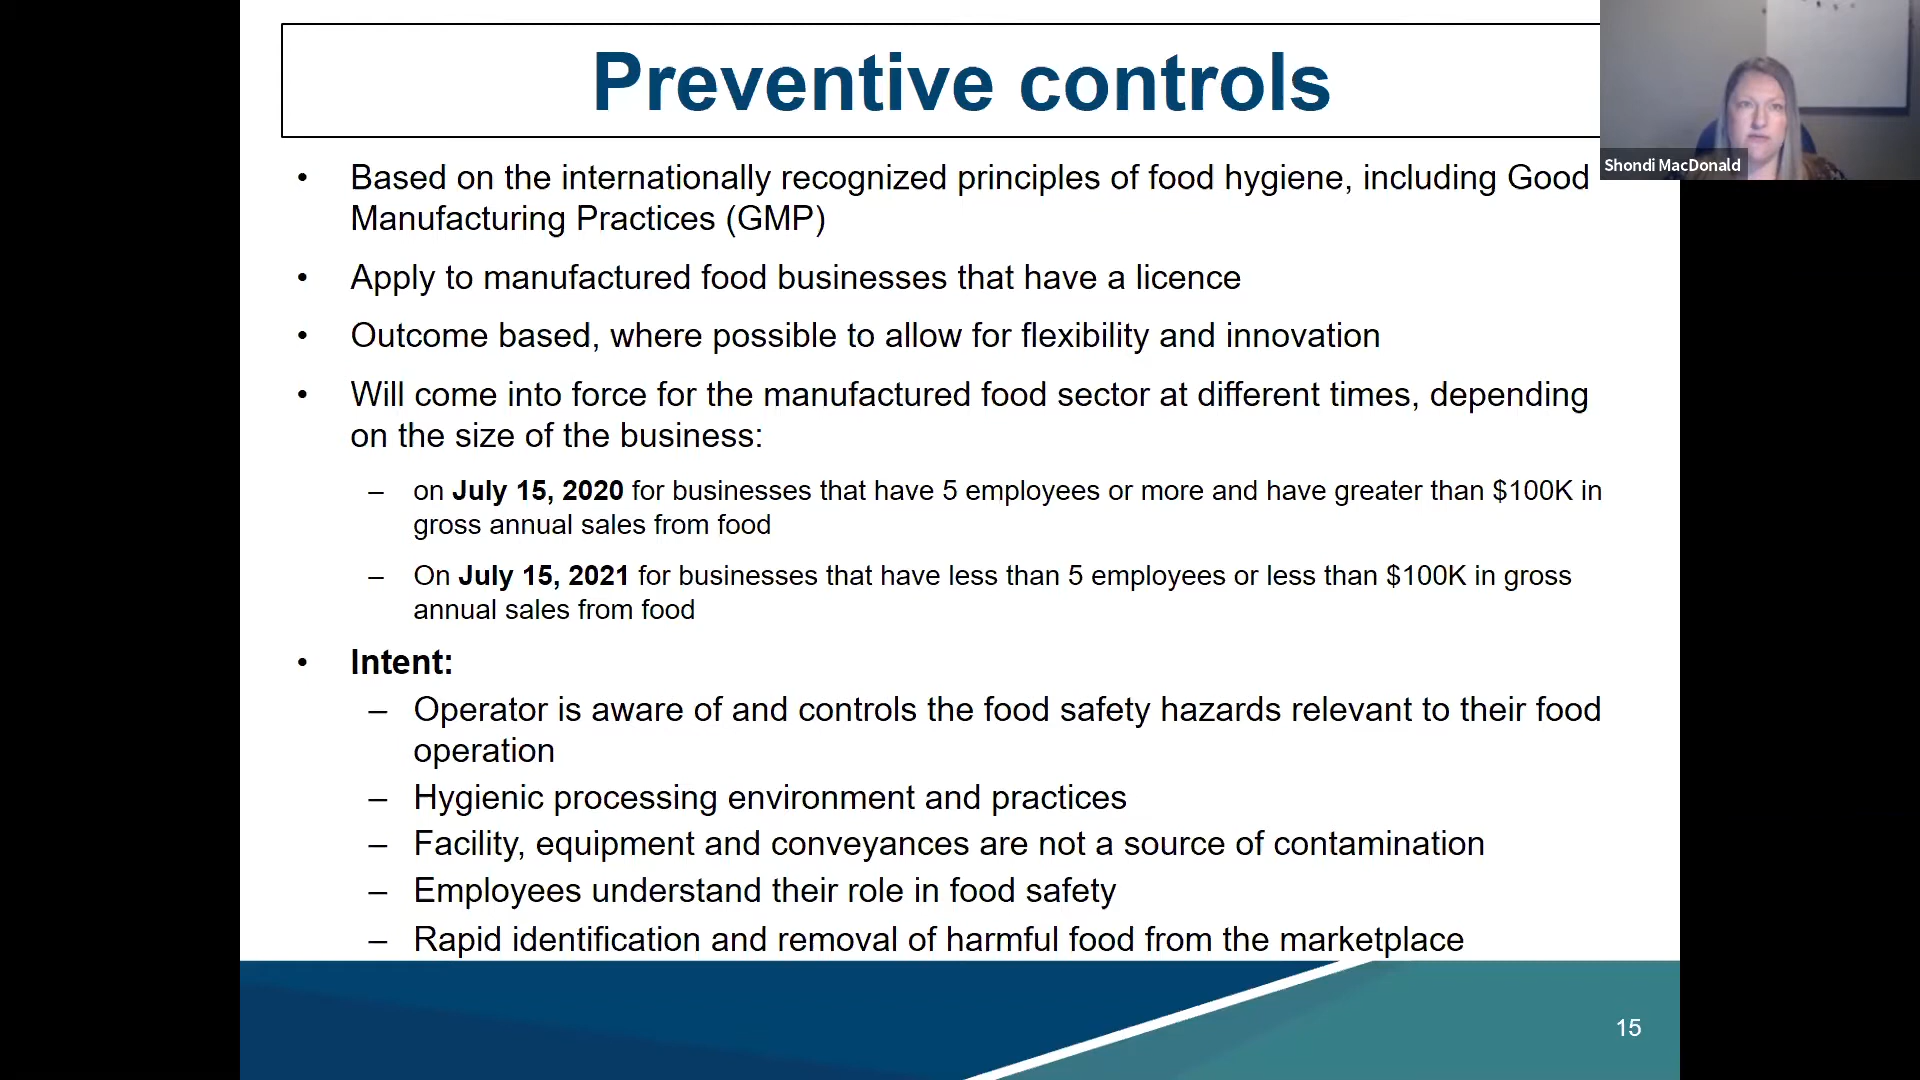 Preventive controls
Shondi MacDonald
• Based on the internationally recognized principles of food hygiene, including Good
Manufacturing Practices (GMP)
• Apply to manufactured food businesses that have a licence
• Outcome based, where possible to allow for flexibility and innovation
• Will come into force for the manufactured food sector at different times, depending
on the size of the business:
– on July 15, 2020 for businesses that have 5 employees or more and have greater than $100K in
gross annual sales from food
– On July 15, 2021 for businesses that have less than 5 employees or less than $100K in gross
annual sales from food
• Intent:
– Operator is aware of and controls the food safety hazards relevant to their food
operation
– Hygienic processing environment and practices
– Facility, equipment and conveyances are not a source of contamination
– Employees understand their role in food safety
– Rapid identification and removal of harmful food from the marketplace
15